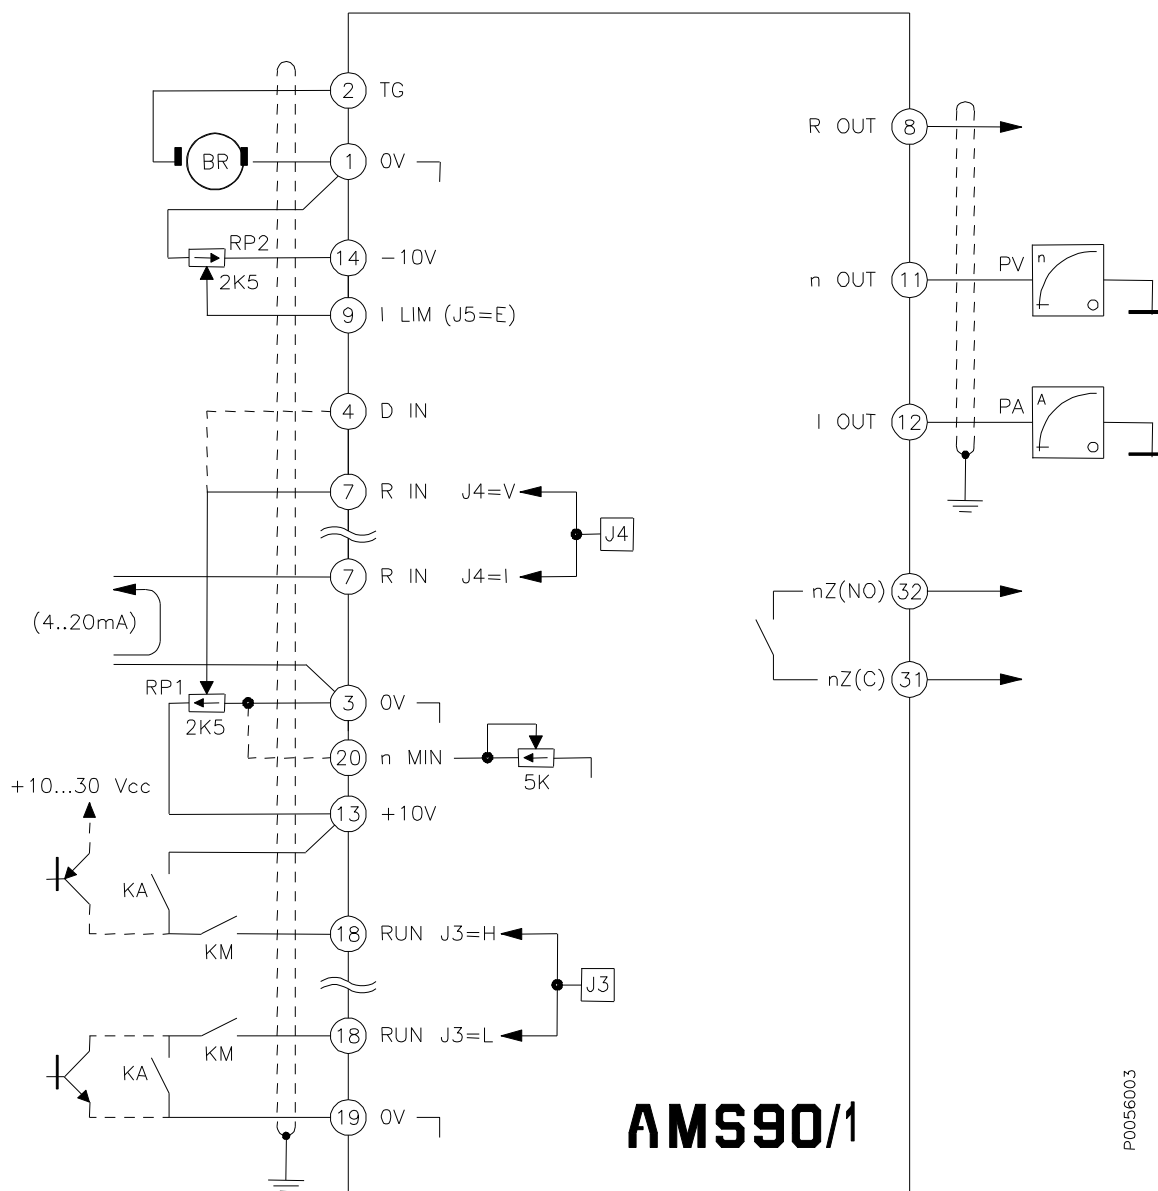 2 TG
BR
1 0V
RP2
2K5
14 -10V
9 I LIM (J5=E)
4 D IN
7 R IN J4=V
J4
7 R IN J4=I
(4..20mA)
RP1
2K5
3 0V
20 n MIN
5K
+10...30 Vcc
13 +10V
KA
KM
18 RUN J3=H
J3
18 RUN J3=L
KM
KA
19 0V
R OUT 8
n OUT 11
PV
n
O
I OUT 12
PA
A
O
nZ(NO) 32
nZ(C) 31
AMS90/1
P0056003